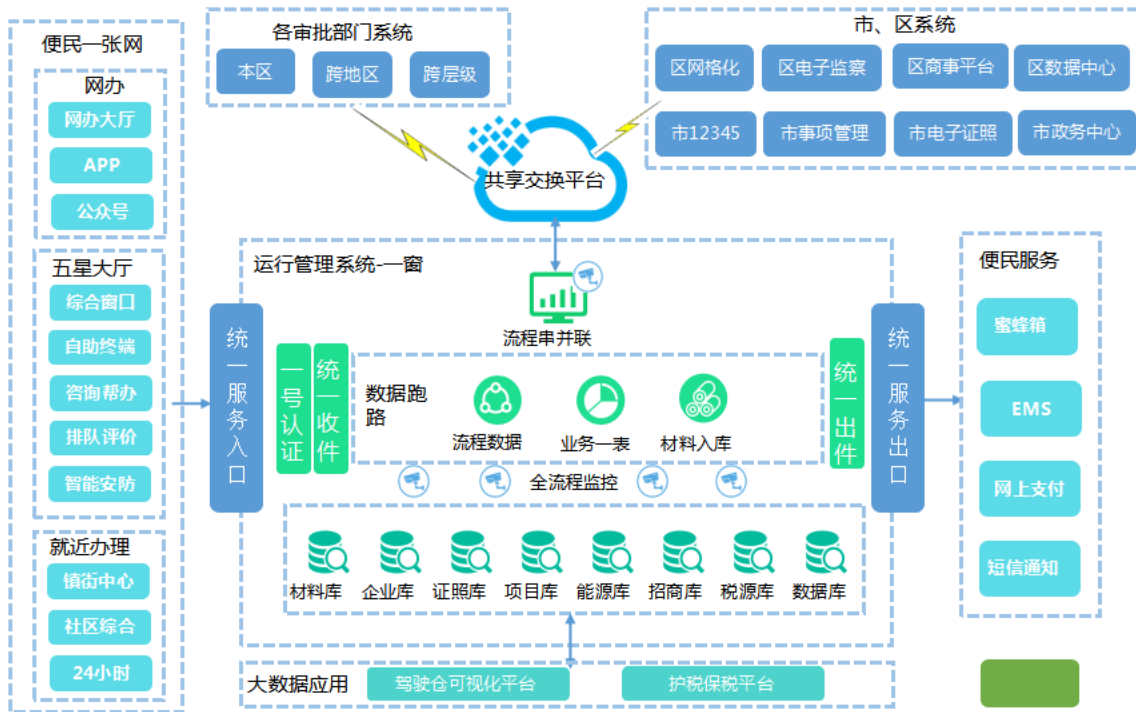 便民一张网
网办
网办大厅
APP
公众号
五星大厅
综合窗口
自助终端
咨询帮办
排队评价
智能安防
就近办理
镇街中心
社区综合
24小时
各审批部门系统
本区
跨地区
跨层级
市、区系统
区网格化
区电子监察
区商事平台
区数据中心
市12345
市事项管理
市电子证照
市政务中心
共享交换平台
运行管理系统-一窗
流程串并联
统一服务入口
一号认证
统一收件
数据跑
路
流程数据
业务一表
材料入库
统一出件
统一服务出口
全流程监控
材料库
企业库
证照库
项目库
能源库
招商库
税源库
数据库
大数据应用
驾驶仓可视化平台
护税保税平台
便民服务
蜜蜂箱
EMS
网上支付
短信通知